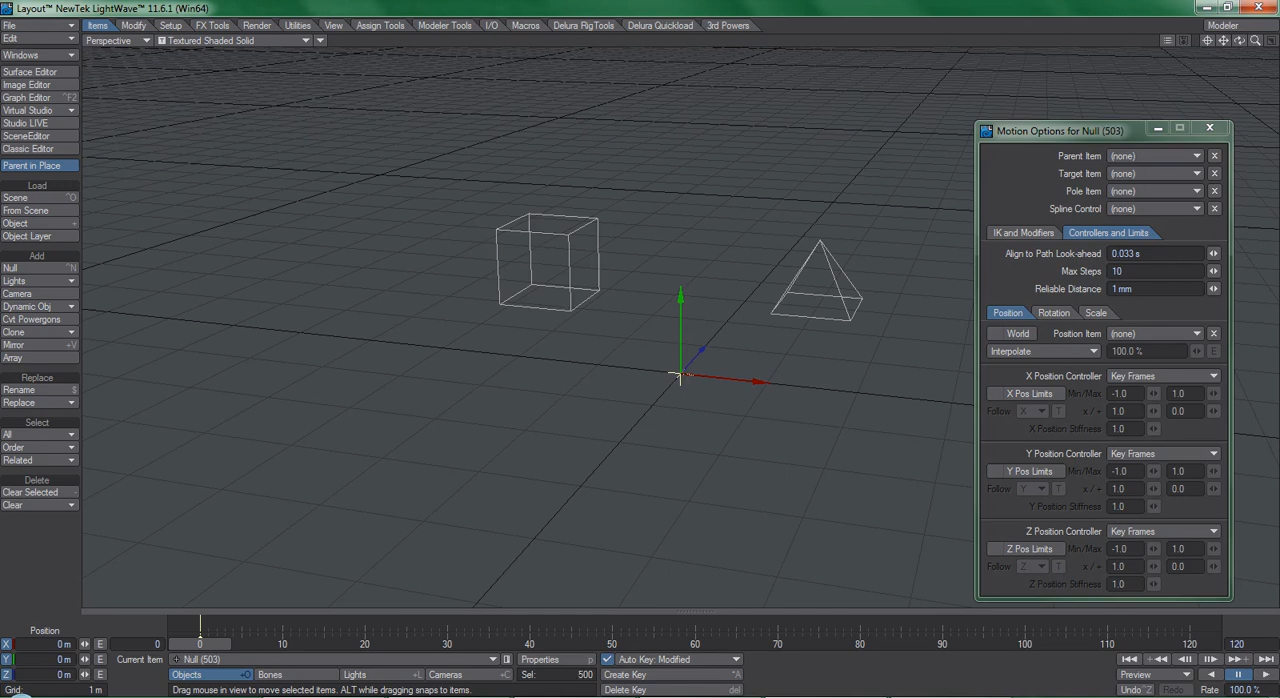 Layout™ NewTek LightWave™ 11.6.1 (Win64)
File Items Modify Setup FX Tools Render Utilities View Assign Tools Modeler Tools I/O Macros Delura RigTools Delura Quickload 3rd Powers Modeler
Edit
Perspective T Textured Shaded Solid
Windows
Surface Editor
Image Editor
Graph Editor ^F2
Virtual Studio
Studio LIVE
SceneEditor
Classic Editor
Parent in Place
Load
Scene ^O
From Scene
Object +
Object Layer
Add
Null ^N
Lights
Camera
Dynamic Obj
Cvt Powergons
Clone
Mirror +V
Array
Replace
Rename $
Replace
Select
All
Order
Related
Delete
Clear Selected -
Clear
Motion Options for Null (503)
Parent Item (none) X
Target Item (none) X
Pole Item (none) X
Spline Control (none) X
IK and Modifiers Controllers and Limits
Align to Path Look-ahead 0.033 s
Max Steps 10
Reliable Distance 1 mm
Position Rotation Scale
World Position Item (none) X
Interpolate 100.0 % E
X Position Controller Key Frames
X Pos Limits Min/Max -1.0 1.0
Follow X T x / + 1.0 0.0
X Position Stiffness 1.0
Y Position Controller Key Frames
Y Pos Limits Min/Max -1.0 1.0
Follow Y T x / + 1.0 0.0
Y Position Stiffness 1.0
Z Position Controller Key Frames
Z Pos Limits Min/Max -1.0 1.0
Follow Z T x / + 1.0 0.0
Z Position Stiffness 1.0
Position
X 0 m E 0 0 10 20 30 40 50 60 70 80 90 100 110 120 120
Y 0 m E Current Item + Null (503) Properties p Auto Key: Modified
Z 0 m E Objects +O Bones Lights Cameras Sel: 500 Create Key Preview
Grid: 1 m Drag mouse in view to move selected items. ALT while dragging snaps to items. Delete Key del Undo ^Z Redo Z Rate 100.0 %